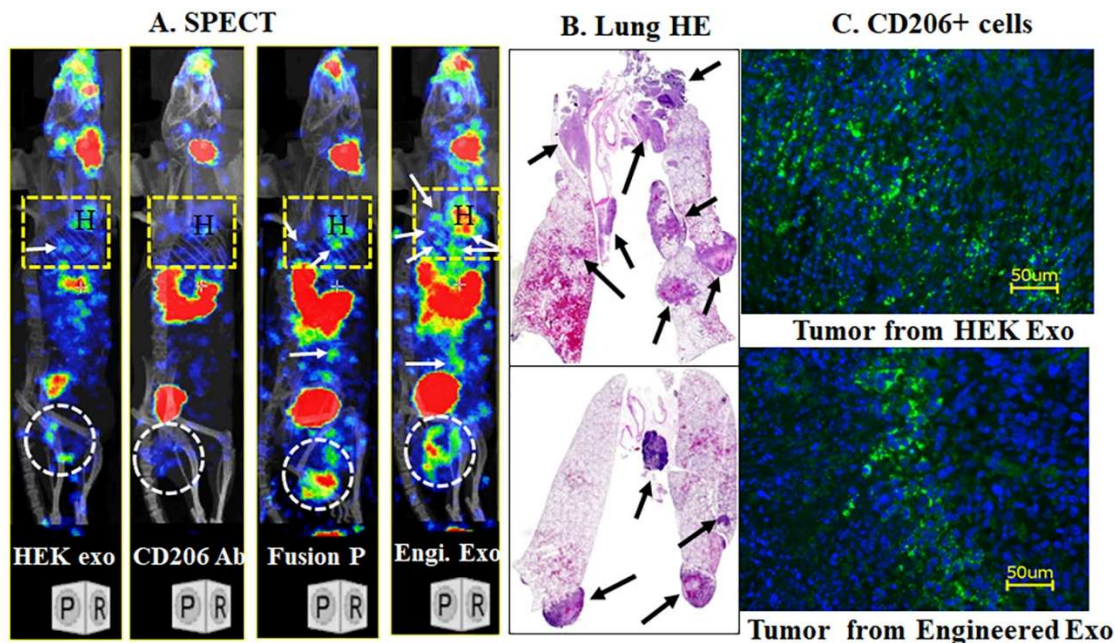 A. SPECT
B. Lung HE
C. CD206+ cells
H
H
H
H
HEK exo
CD206 Ab
Fusion P
Engi. Exo
P R
P R
P R
P R
50um
Tumor from HEK Exo
50um
Tumor from Engineered Exo